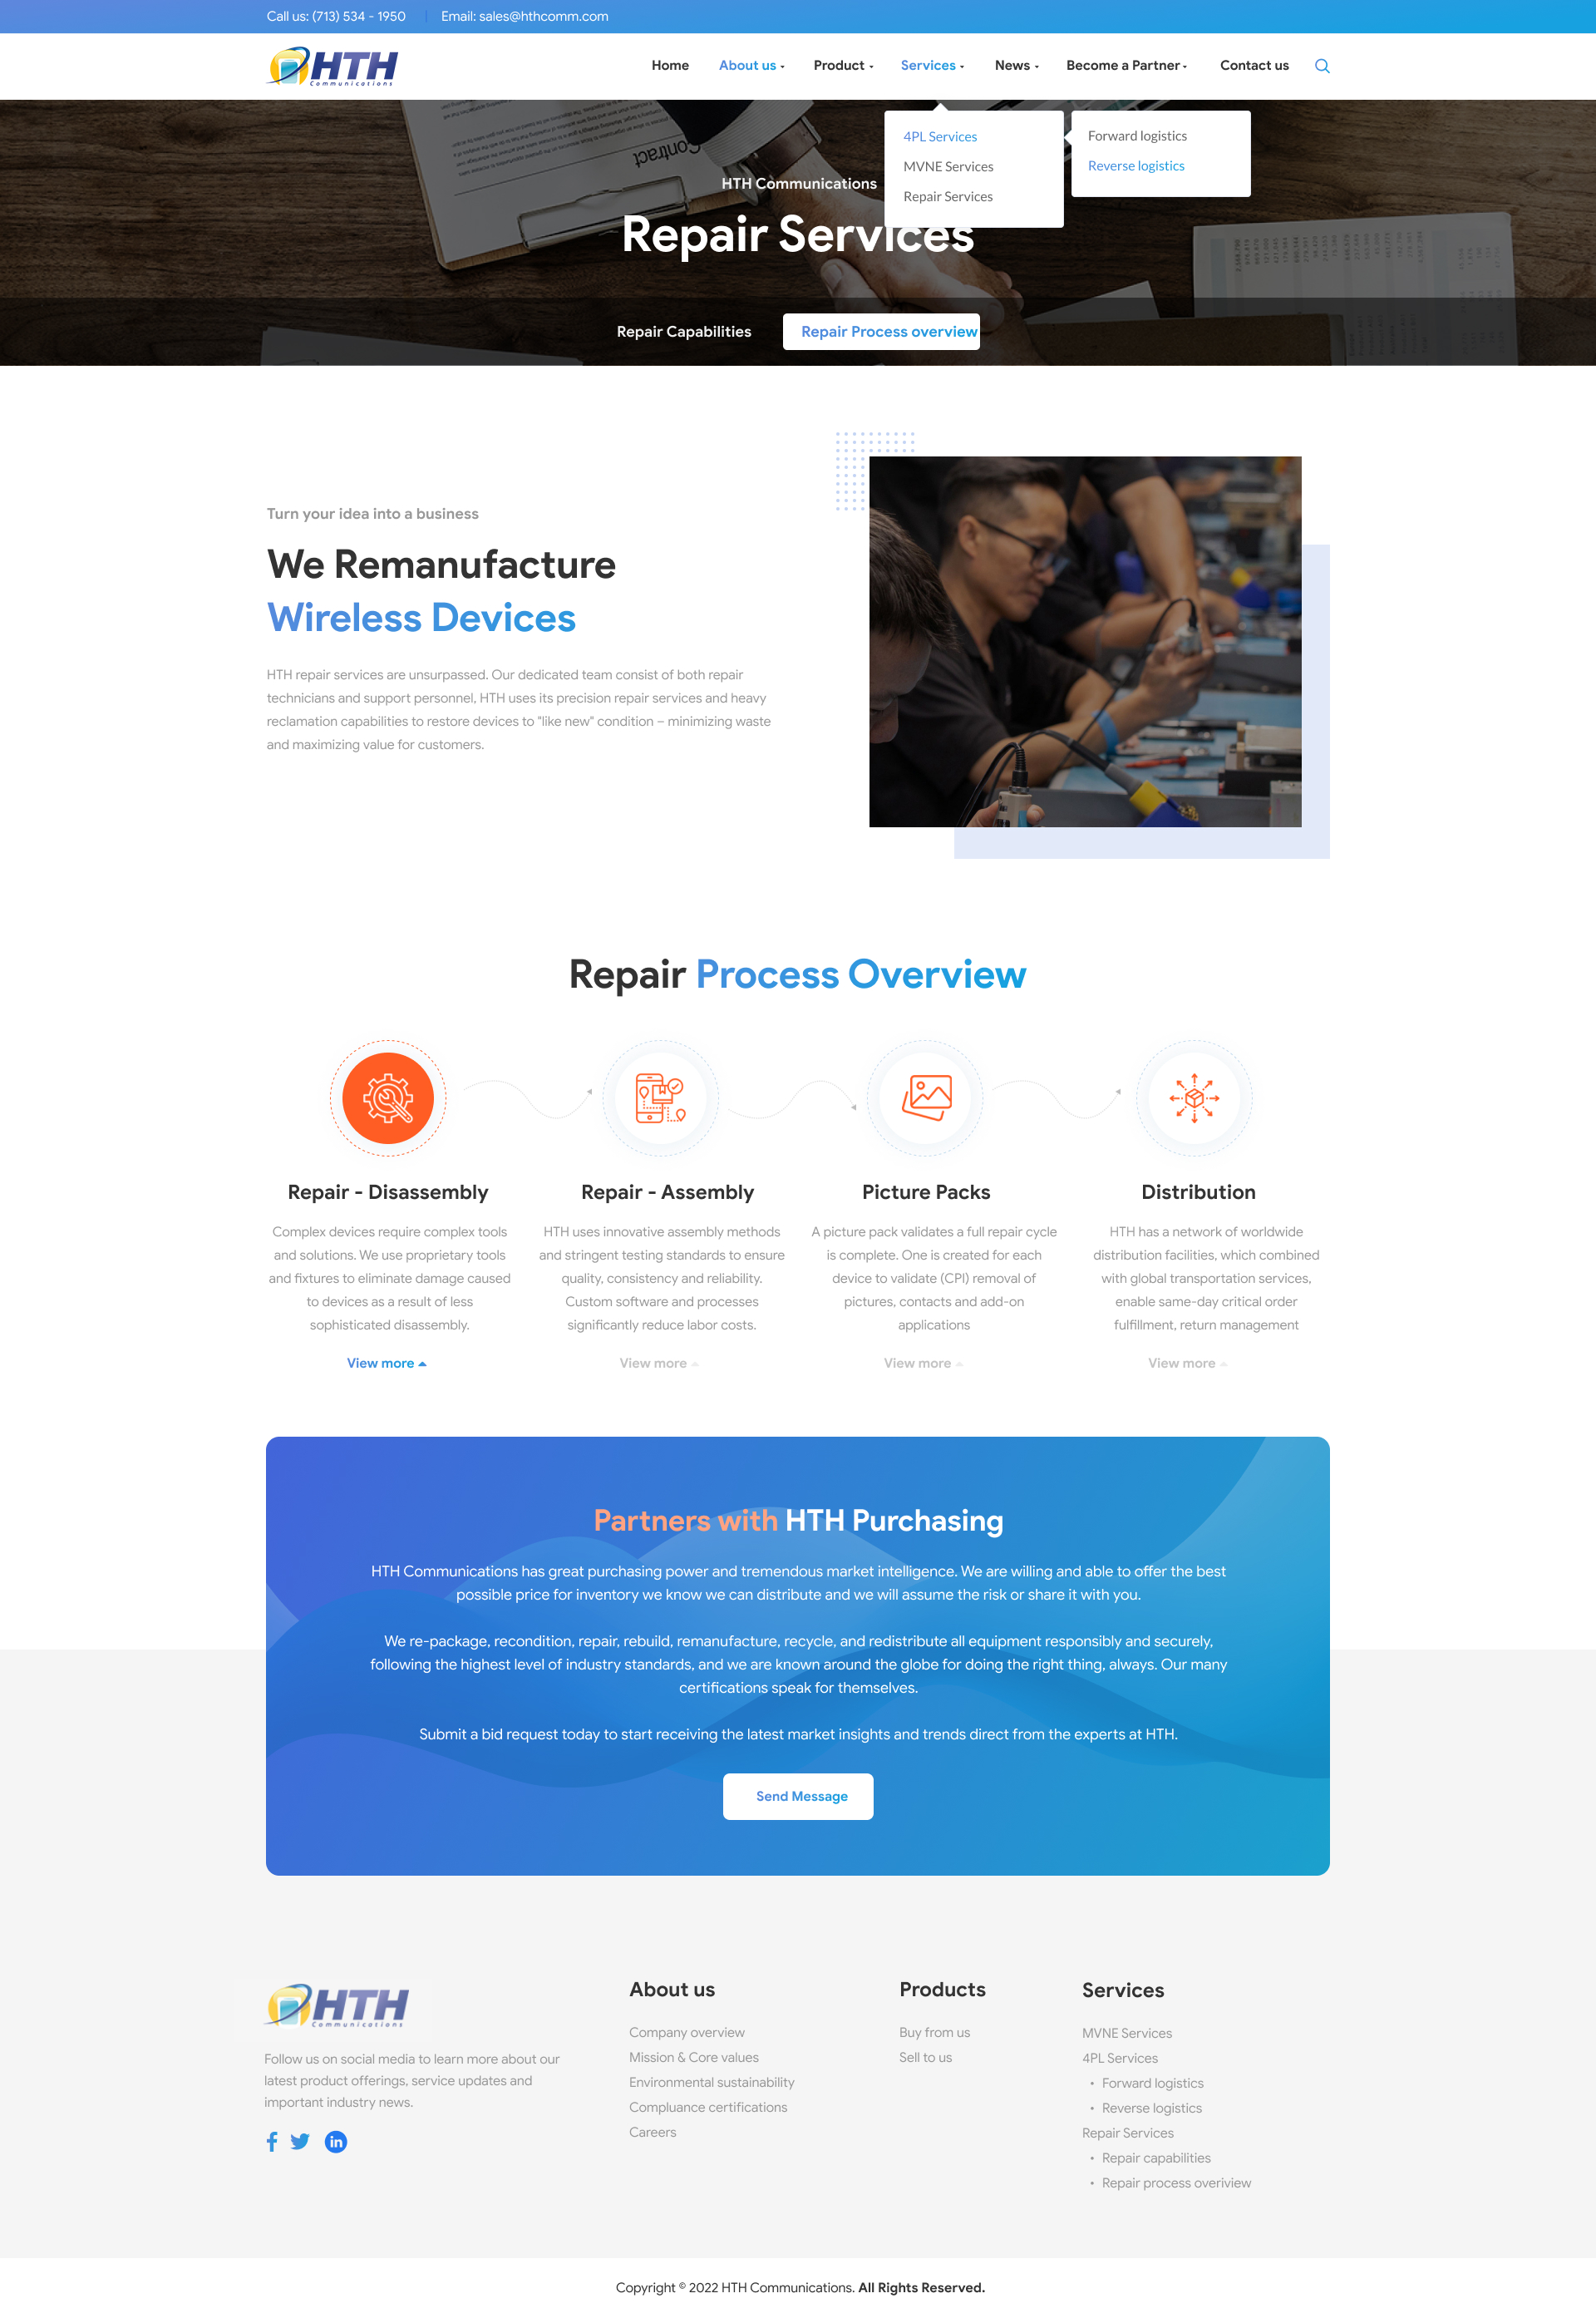 Call us: (713) 534 - 1950 | Email: sales@hthcomm.com
HTH
Communications
Home About us Product Services News Become a Partner Contact us
4PL Services
MVNE Services
Repair Services
Forward logistics
Reverse logistics
Contract
HTH Communications
Repair Services
Repair Capabilities Repair Process overview
Turn your idea into a business
We Remanufacture
Wireless Devices
HTH repair services are unsurpassed. Our dedicated team consist of both repair
technicians and support personnel, HTH uses its precision repair services and heavy
reclamation capabilities to restore devices to "like new" condition – minimizing waste
and maximizing value for customers.
Repair Process Overview
Repair - Disassembly
Complex devices require complex tools
and solutions. We use proprietary tools
and fixtures to eliminate damage caused
to devices as a result of less
sophisticated disassembly.
View more
Repair - Assembly
HTH uses innovative assembly methods
and stringent testing standards to ensure
quality, consistency and reliability.
Custom software and processes
significantly reduce labor costs.
View more
Picture Packs
A picture pack validates a full repair cycle
is complete. One is created for each
device to validate (CPI) removal of
pictures, contacts and add-on
applications
View more
Distribution
HTH has a network of worldwide
distribution facilities, which combined
with global transportation services,
enable same-day critical order
fulfillment, return management
View more
Partners with HTH Purchasing
HTH Communications has great purchasing power and tremendous market intelligence. We are willing and able to offer the best
possible price for inventory we know we can distribute and we will assume the risk or share it with you.
We re-package, recondition, repair, rebuild, remanufacture, recycle, and redistribute all equipment responsibly and securely,
following the highest level of industry standards, and we are known around the globe for doing the right thing, always. Our many
certifications speak for themselves.
Submit a bid request today to start receiving the latest market insights and trends direct from the experts at HTH.
Send Message
HTH
Communications
Follow us on social media to learn more about our
latest product offerings, service updates and
important industry news.
About us
Company overview
Mission & Core values
Environmental sustainability
Compluance certifications
Careers
Products
Buy from us
Sell to us
Services
MVNE Services
4PL Services
• Forward logistics
• Reverse logistics
Repair Services
• Repair capabilities
• Repair process overiview
Copyright © 2022 HTH Communications. All Rights Reserved.